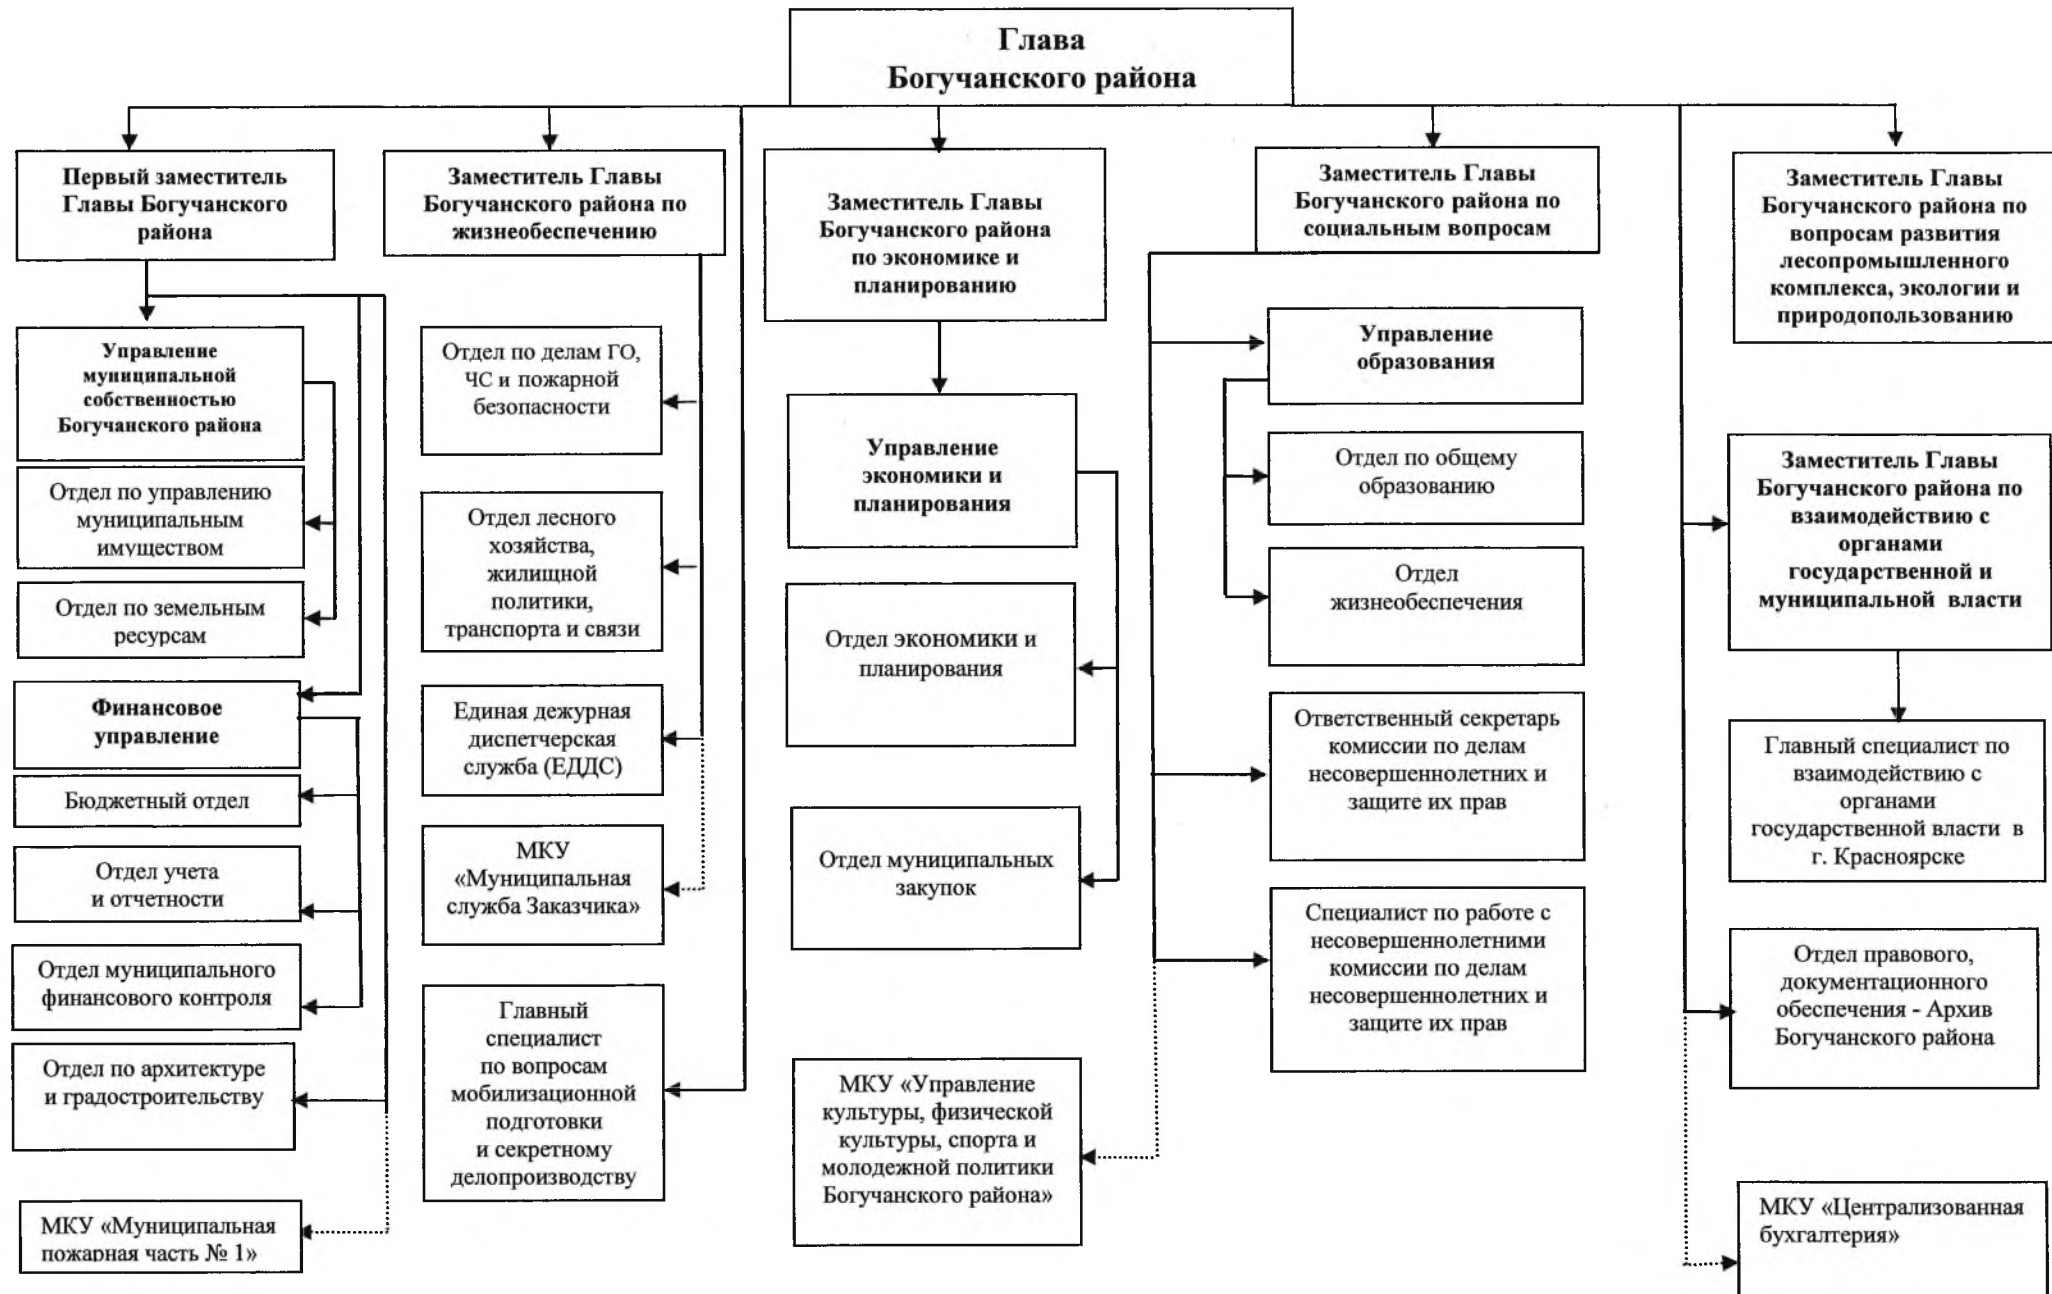 Глава
Богучанского района
Первый заместитель
Главы Богучанского
района
Заместитель Главы
Богучанского района по
жизнеобеспечению
Заместитель Главы
Богучанского района
по экономике и
планированию
Заместитель Главы
Богучанского района по
социальным вопросам
Заместитель Главы
Богучанского района по
вопросам развития
лесопромышленного
комплекса, экологии и
природопользованию
Управление
муниципальной
собственностью
Богучанского района
Отдел по управлению
муниципальным
имуществом
Отдел по земельным
ресурсам
Финансовое
управление
Бюджетный отдел
Отдел учета
и отчетности
Отдел муниципального
финансового контроля
Отдел по архитектуре
и градостроительству
МКУ «Муниципальная
пожарная часть № 1»
Отдел по делам ГО,
ЧС и пожарной
безопасности
Отдел лесного
хозяйства,
жилищной
политики,
транспорта и связи
Единая дежурная
диспетчерская
служба (ЕДДС)
МКУ
«Муниципальная
служба Заказчика»
Главный
специалист
по вопросам
мобилизационной
подготовки
и секретному
делопроизводству
Управление
экономики и
планирования
Отдел экономики и
планирования
Отдел муниципальных
закупок
МКУ «Управление
культуры, физической
культуры, спорта и
молодежной политики
Богучанского района»
Управление
образования
Отдел по общему
образованию
Отдел
жизнеобеспечения
Ответственный секретарь
комиссии по делам
несовершеннолетних и
защите их прав
Специалист по работе с
несовершеннолетними
комиссии по делам
несовершеннолетних и
защите их прав
Заместитель Главы
Богучанского района по
взаимодействию с
органами
государственной и
муниципальной власти
Главный специалист по
взаимодействию с
органами
государственной власти в
г. Красноярске
Отдел правового,
документационного
обеспечения - Архив
Богучанского района
МКУ «Централизованная
бухгалтерия»